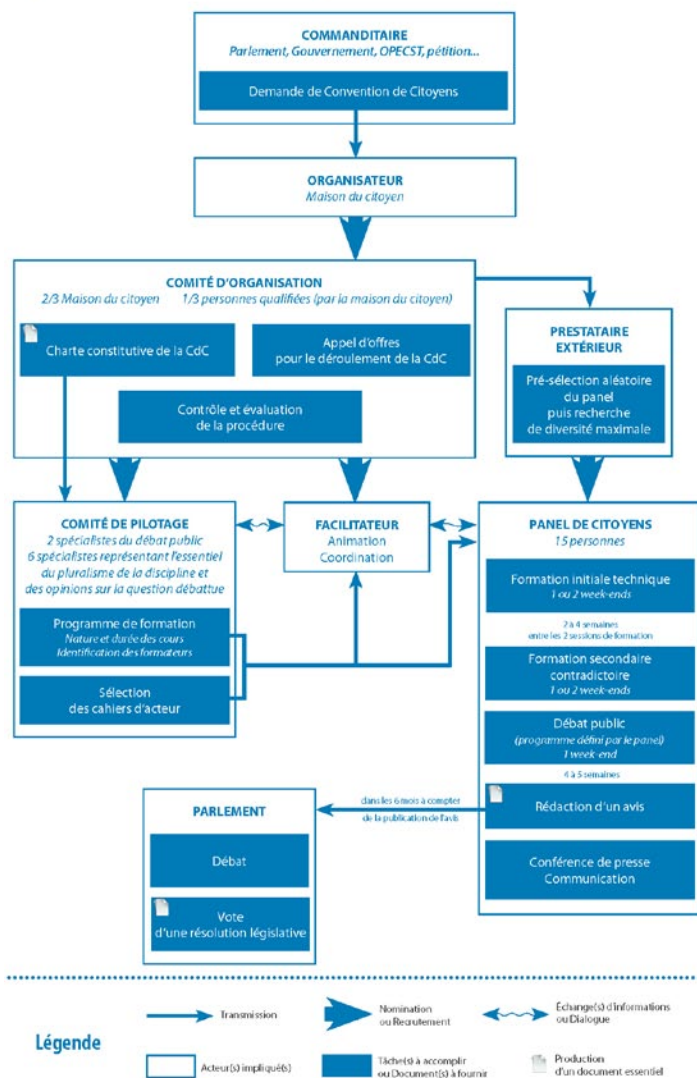 COMMANDITAIRE
Parlement, Gouvernement, OPECST, pétition...
Demande de Convention de Citoyens
ORGANISATEUR
Maison du citoyen
COMITÉ D'ORGANISATION
2/3 Maison du citoyen 1/3 personnes qualifiées (par la maison du citoyen)
Charte constitutive de la CdC
Appel d'offres
pour le déroulement de la CdC
Contrôle et évaluation
de la procédure
PRESTATAIRE
EXTÉRIEUR
Pré-sélection aléatoire
du panel
puis recherche
de diversité maximale
COMITÉ DE PILOTAGE
2 spécialistes du débat public
6 spécialistes représentant l'essentiel
du pluralisme de la discipline et
des opinions sur la question débattue
Programme de formation
Nature et durée des cours
Identification des formateurs
Sélection
des cahiers d'acteur
FACILITATEUR
Animation
Coordination
PANEL DE CITOYENS
15 personnes
Formation initiale technique
1 ou 2 week-ends
2 à 4 semaines
entre les 2 sessions de formation
Formation secondaire
contradictoire
1 ou 2 week-ends
Débat public
(programme défini par le panel)
1 week-end
4 à 5 semaines
Rédaction d'un avis
Conférence de presse
Communication
dans les 6 mois à compter
de la publication de l'avis
PARLEMENT
Débat
Vote
d'une résolution législative
Légende
Transmission
Nomination
ou Recrutement
Échange(s) d'informations
ou Dialogue
Acteur(s) impliqué(s)
Tâche(s) à accomplir
ou Document(s) à fournir
Production
d'un document essentiel